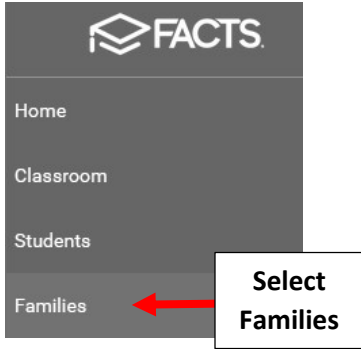 FACTS.
Home
Classroom
Students
Families
Select
Families